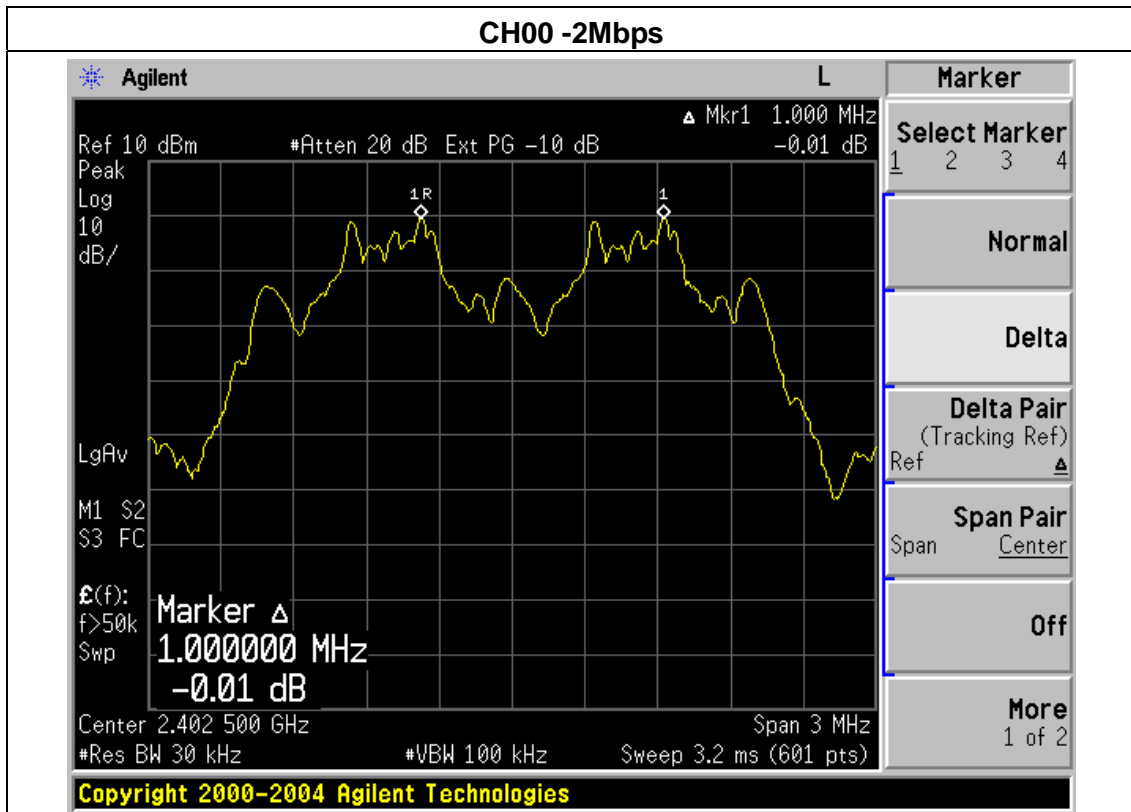 CH00 -2Mbps
Agilent L Marker
Δ Mkr1 1.000 MHz
Ref 10 dBm #Atten 20 dB Ext PG -10 dB -0.01 dB
Peak
Log
10
dB/
1R
1
LgAv
M1 S2
S3 FC
£(f):
f>50k
Swp
Marker Δ
1.000000 MHz
-0.01 dB
Center 2.402 500 GHz Span 3 MHz
#Res BW 30 kHz #VBW 100 kHz Sweep 3.2 ms (601 pts)
Select Marker
1 2 3 4
Normal
Delta
Delta Pair
(Tracking Ref)
Ref Δ
Span Pair
Span Center
Off
More
1 of 2
Copyright 2000-2004 Agilent Technologies